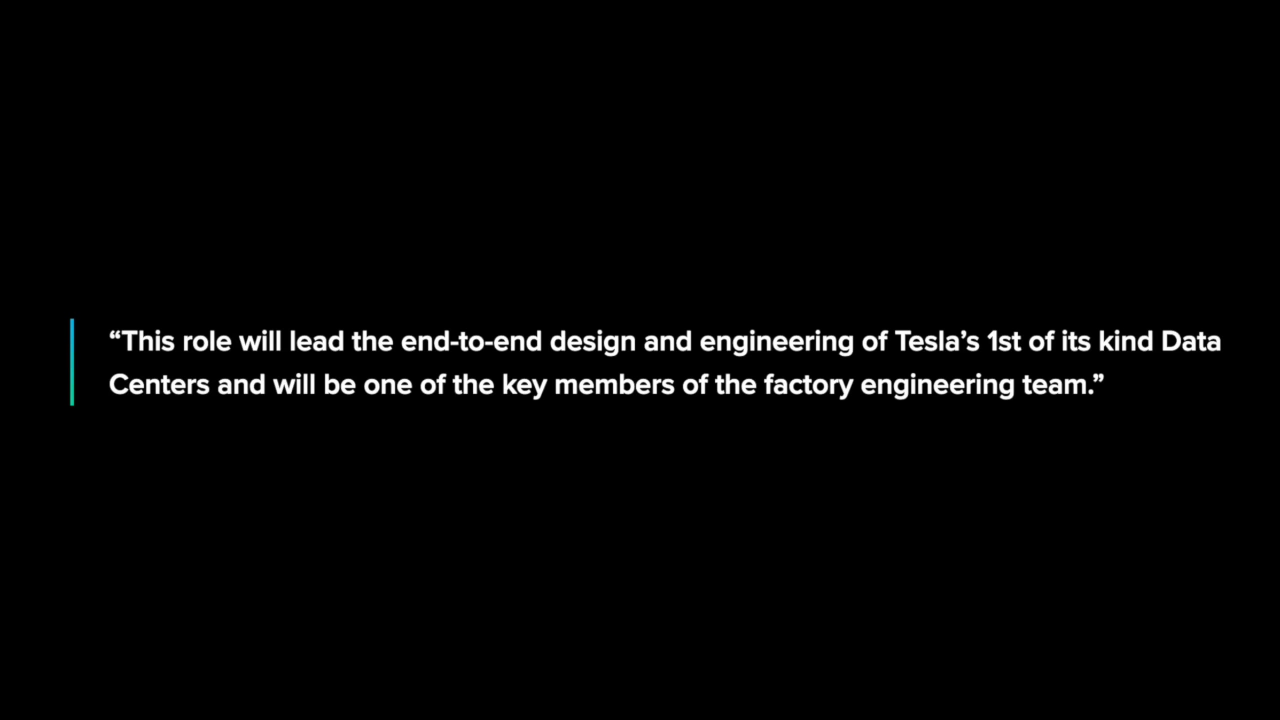 “This role will lead the end-to-end design and engineering of Tesla’s 1st of its kind Data
Centers and will be one of the key members of the factory engineering team.”